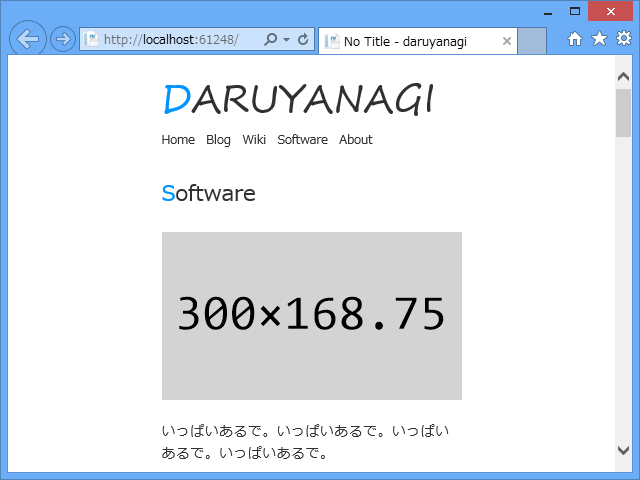 http://localhost:61248/
No Title - daruyanagi
DARUYANAGI
Home Blog Wiki Software About
Software
300×168.75
いっぱいあるで。いっぱいあるで。いっぱい
あるで。いっぱいあるで。